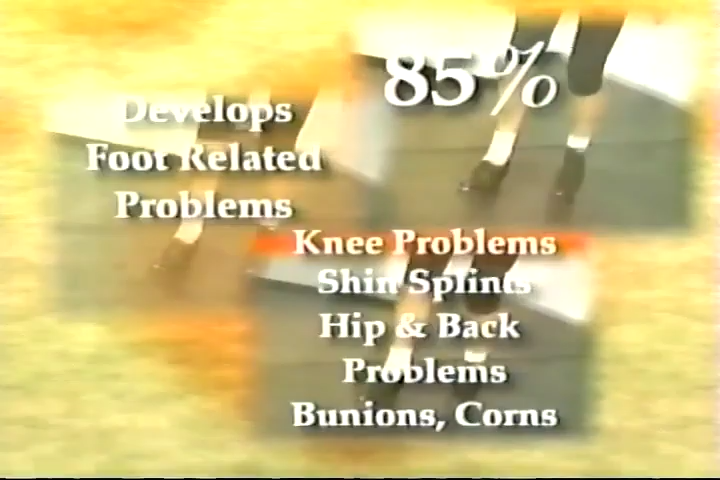 85%
Develops
Foot Related
Problems
Knee Problems
Shin Splints
Hip & Back
Problems
Bunions, Corns